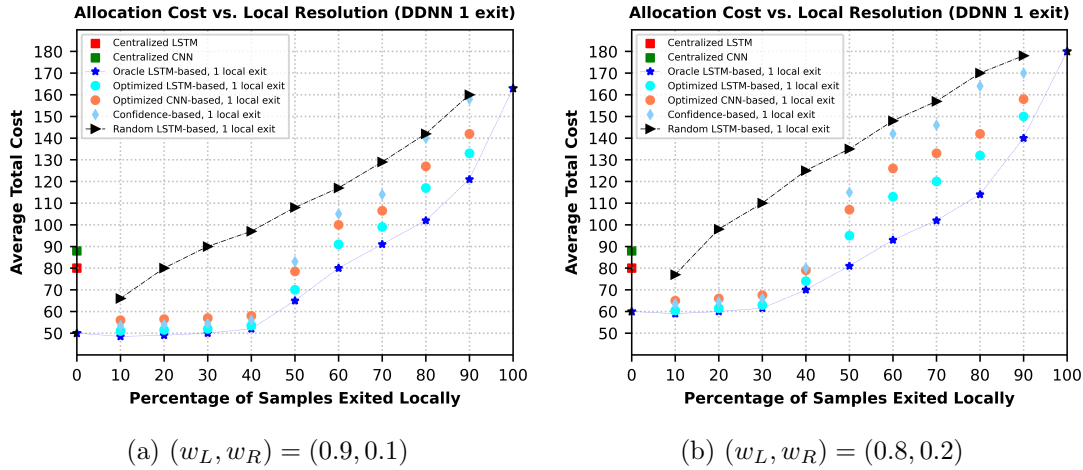 Allocation Cost vs. Local Resolution (DDNN 1 exit)
Average Total Cost
180
170
160
150
140
130
120
110
100
90
80
70
60
50
Centralized LSTM
Centralized CNN
Oracle LSTM-based, 1 local exit
Optimized LSTM-based, 1 local exit
Optimized CNN-based, 1 local exit
Confidence-based, 1 local exit
Random LSTM-based, 1 local exit
0 10 20 30 40 50 60 70 80 90 100
Percentage of Samples Exited Locally
(a) (w_L, w_R) = (0.9, 0.1)
Allocation Cost vs. Local Resolution (DDNN 1 exit)
Average Total Cost
180
170
160
150
140
130
120
110
100
90
80
70
60
50
Centralized LSTM
Centralized CNN
Oracle LSTM-based, 1 local exit
Optimized LSTM-based, 1 local exit
Optimized CNN-based, 1 local exit
Confidence-based, 1 local exit
Random LSTM-based, 1 local exit
0 10 20 30 40 50 60 70 80 90 100
Percentage of Samples Exited Locally
(b) (w_L, w_R) = (0.8, 0.2)